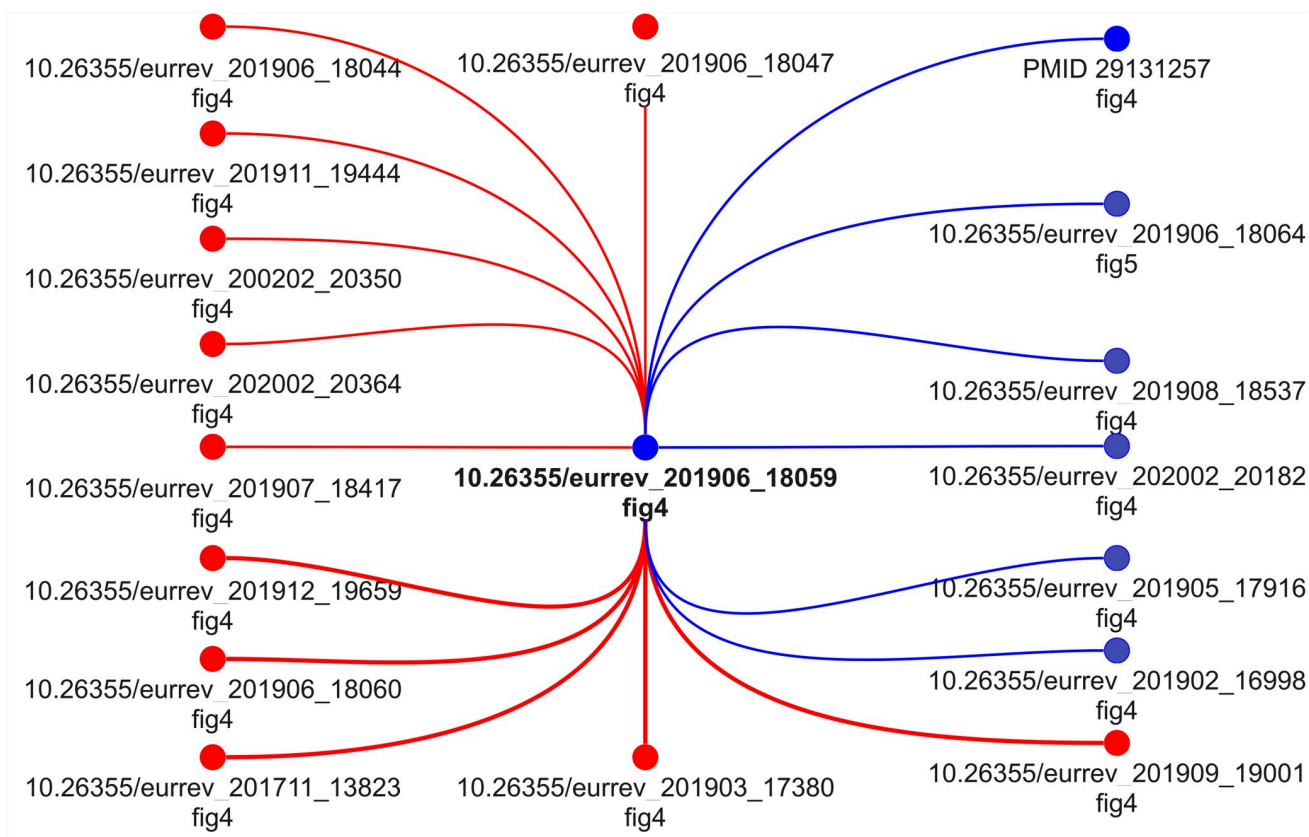 10.26355/eurrev_201906_18044
fig4
10.26355/eurrev_201906_18047
fig4
PMID 29131257
fig4
10.26355/eurrev_201911_19444
fig4
10.26355/eurrev_201906_18064
fig5
10.26355/eurrev_200202_20350
fig4
10.26355/eurrev_202002_20364
fig4
10.26355/eurrev_201908_18537
fig4
10.26355/eurrev_201907_18417
fig4
10.26355/eurrev_201906_18059
fig4
10.26355/eurrev_202002_20182
fig4
10.26355/eurrev_201912_19659
fig4
10.26355/eurrev_201905_17916
fig4
10.26355/eurrev_201906_18060
fig4
10.26355/eurrev_201902_16998
fig4
10.26355/eurrev_201711_13823
fig4
10.26355/eurrev_201903_17380
fig4
10.26355/eurrev_201909_19001
fig4